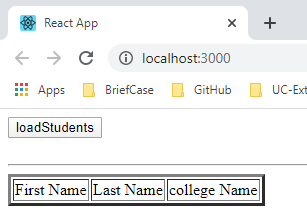 React App
localhost:3000
Apps BriefCase GitHub UC-Ext
loadStudents
First Name Last Name college Name